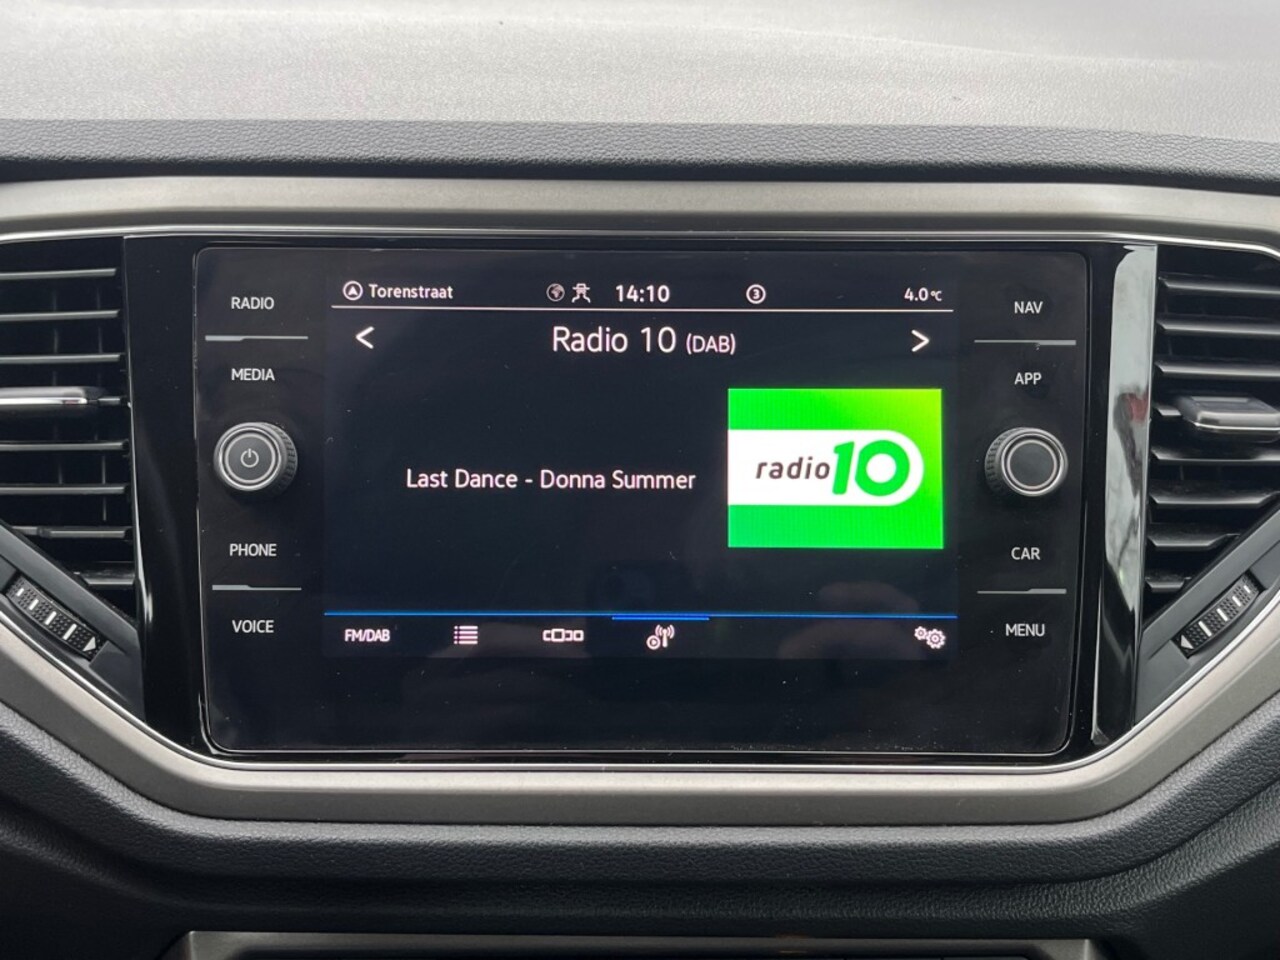 Torenstraat 14:10 3 4.0°C
< Radio 10 (DAB) >
Last Dance - Donna Summer
radio10
FM/DAB
RADIO
MEDIA
PHONE
VOICE
NAV
APP
CAR
MENU